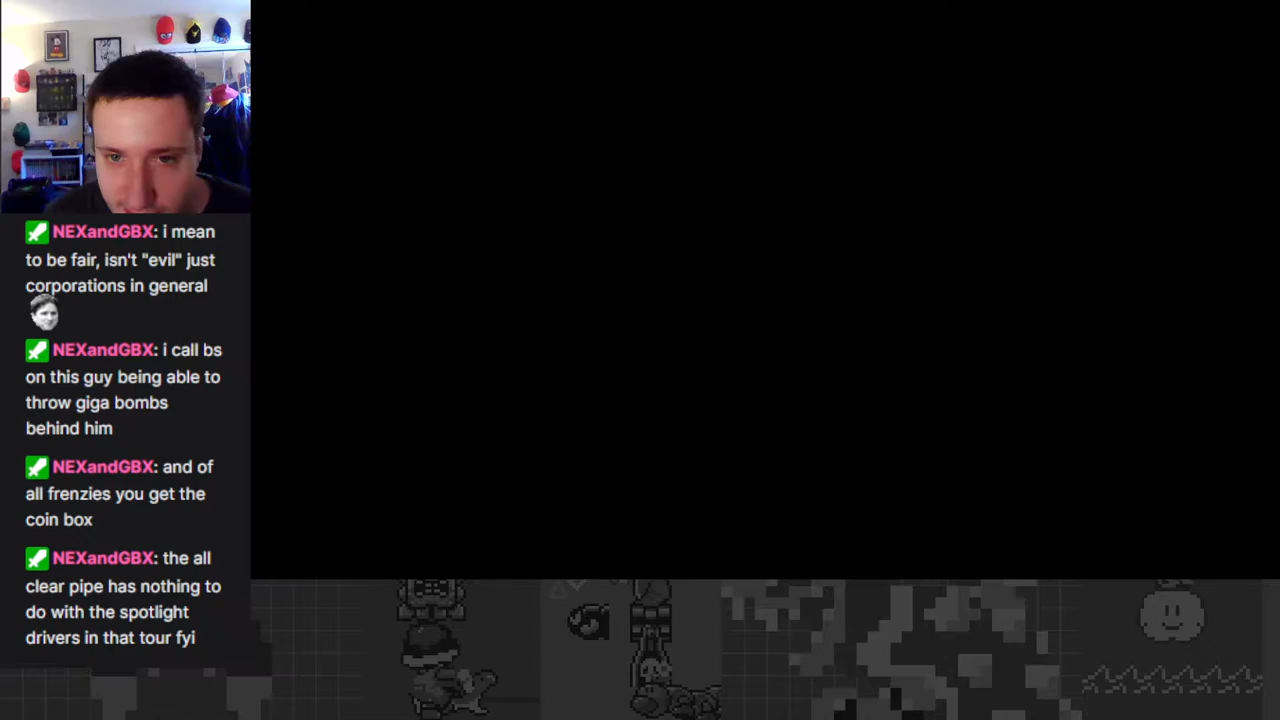 NEXandGBX: i mean
to be fair, isn't "evil" just
corporations in general
NEXandGBX: i call bs
on this guy being able to
throw giga bombs
behind him
NEXandGBX: and of
all frenzies you get the
coin box
NEXandGBX: the all
clear pipe has nothing to
do with the spotlight
drivers in that tour fyi